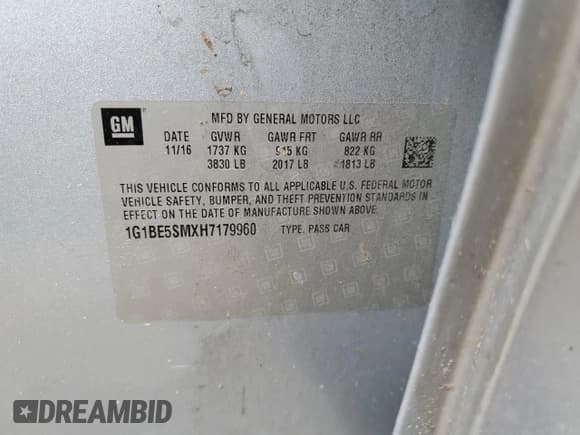 GM
MFD BY GENERAL MOTORS LLC
DATE GVWR GAWR FRT GAWR RR
11/16 1737 KG 915 KG 822 KG
3830 LB 2017 LB 1813 LB
THIS VEHICLE CONFORMS TO ALL APPLICABLE U.S. FEDERAL MOTOR
VEHICLE SAFETY, BUMPER, AND THEFT PREVENTION STANDARDS IN
EFFECT ON THE DATE OF MANUFACTURE SHOWN ABOVE.
1G1BE5SMXH7179960 TYPE: PASS CAR
DREAMBID